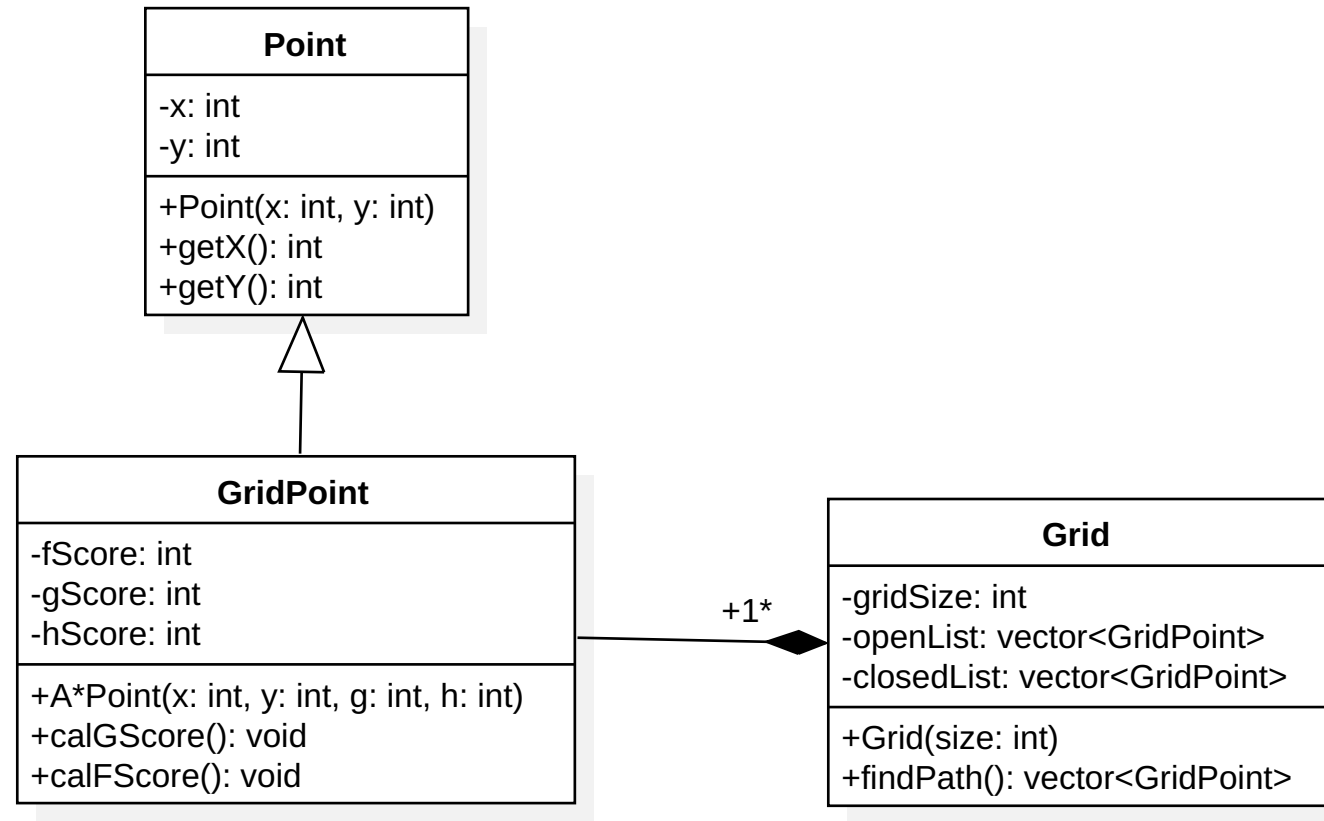 Point
-x: int
-y: int
+Point(x: int, y: int)
+getX(): int
+getY(): int
GridPoint
-fScore: int
-gScore: int
-hScore: int
+A*Point(x: int, y: int, g: int, h: int)
+calGScore(): void
+calFScore(): void
+1*
Grid
-gridSize: int
-openList: vector<GridPoint>
-closedList: vector<GridPoint>
+Grid(size: int)
+findPath(): vector<GridPoint>